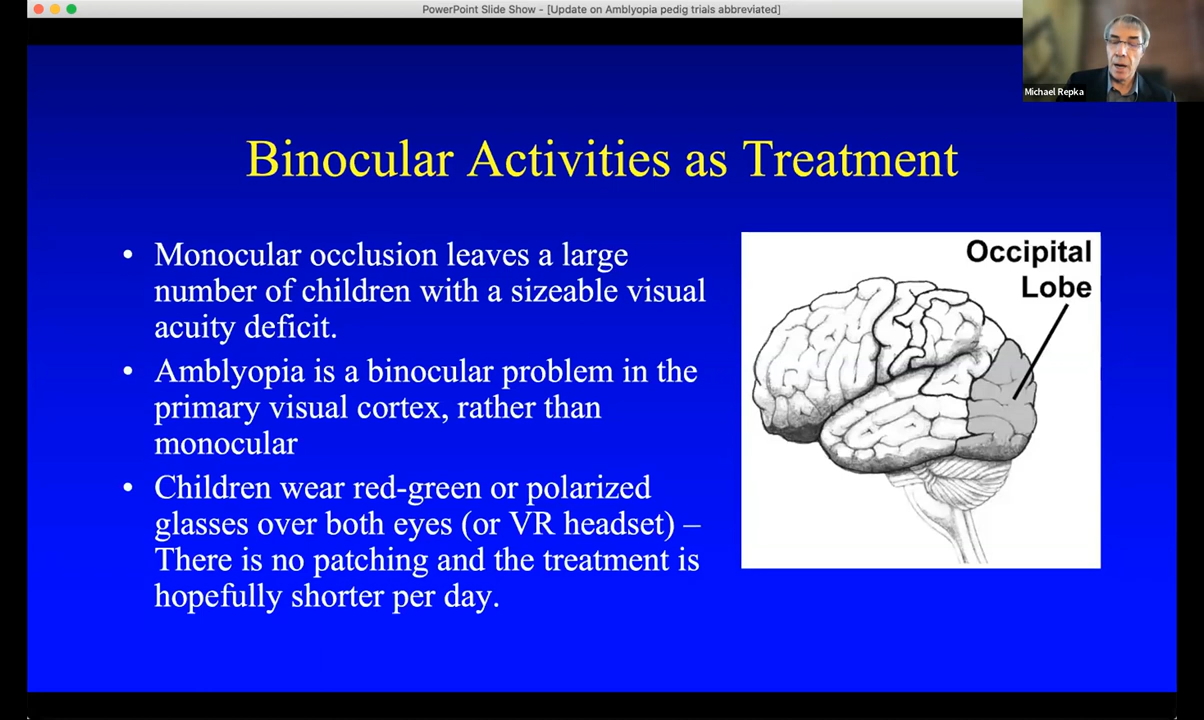 PowerPoint Slide Show - [Update on Amblyopia pedig trials abbreviated]
Michael Repka
Binocular Activities as Treatment
• Monocular occlusion leaves a large
number of children with a sizeable visual
acuity deficit.
• Amblyopia is a binocular problem in the
primary visual cortex, rather than
monocular
• Children wear red-green or polarized
glasses over both eyes (or VR headset) –
There is no patching and the treatment is
hopefully shorter per day.
Occipital
Lobe